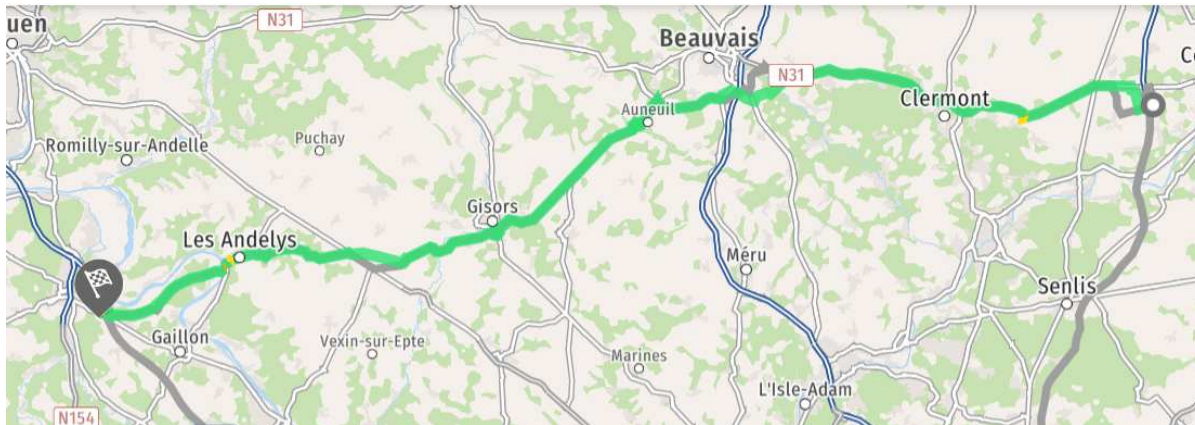 uen
N31
Beauvais
N31
C
Clermont
Auneuil
Puchay
Romilly-sur-Andelle
Gisors
Les Andelys
Méru
Senlis
Gaillon
Vexin-sur-Epte
Marines
L'Isle-Adam
N154